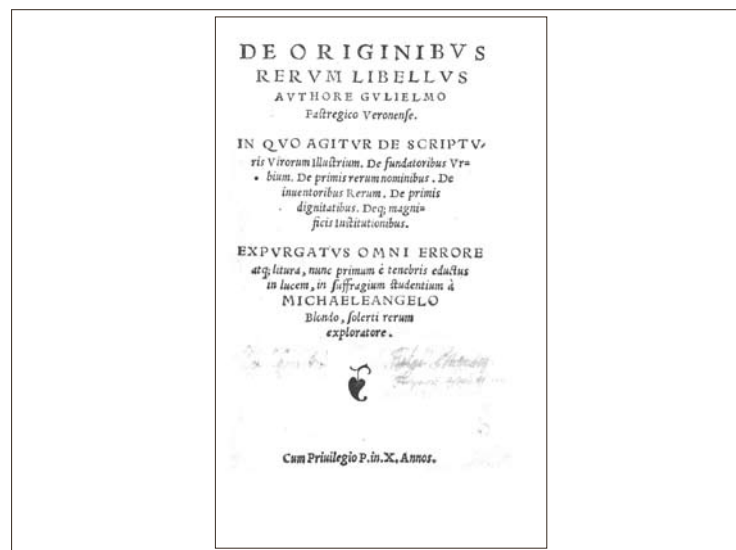 DE ORIGINIBVS
RERVM LIBELLVS
AVTHORE GVLIELMO
Pastregico Veronense.
IN QVO AGITVR DE SCRIPTV-
ris Virorum Illustrium. De fundatoribus Vr=
bium. De primis rerum nominibus. De
inuentoribus Rerum. De primis
dignitatibus. Deq; magni=
ficis Institutionibus.
EXPVRGATVS OMNI ERRORE
atq; litura, nunc primum è tenebris eductus
in lucem, in suffragium studentium à
MICHAELEANGELO
Blondo, solerti rerum
exploratore.
Cum Priuilegio P. in. X. Annos.